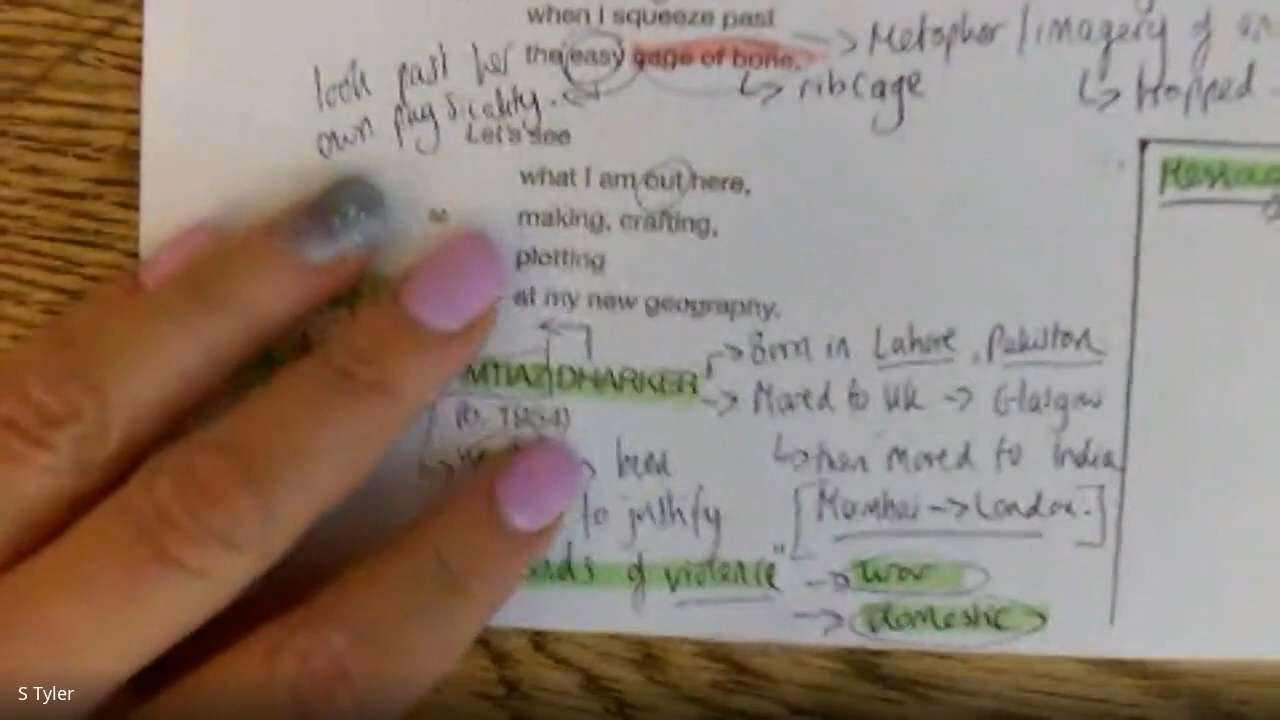 when I squeeze past
the easy cage of bone.
-> Metaphor / imagery of
↳ ribcage
↳ trapped
look past her
own physicality.
Let's see
what I am out here,
making, crafting,
plotting
at my new geography.
MTIAZ DHARKER
-> Born in Lahore, Pakistan
-> Moved to UK -> Glasgow
↳ then moved to India
[Mumbai -> London.]
been
to justify
of violence"
-> war
-> domestic
S Tyler